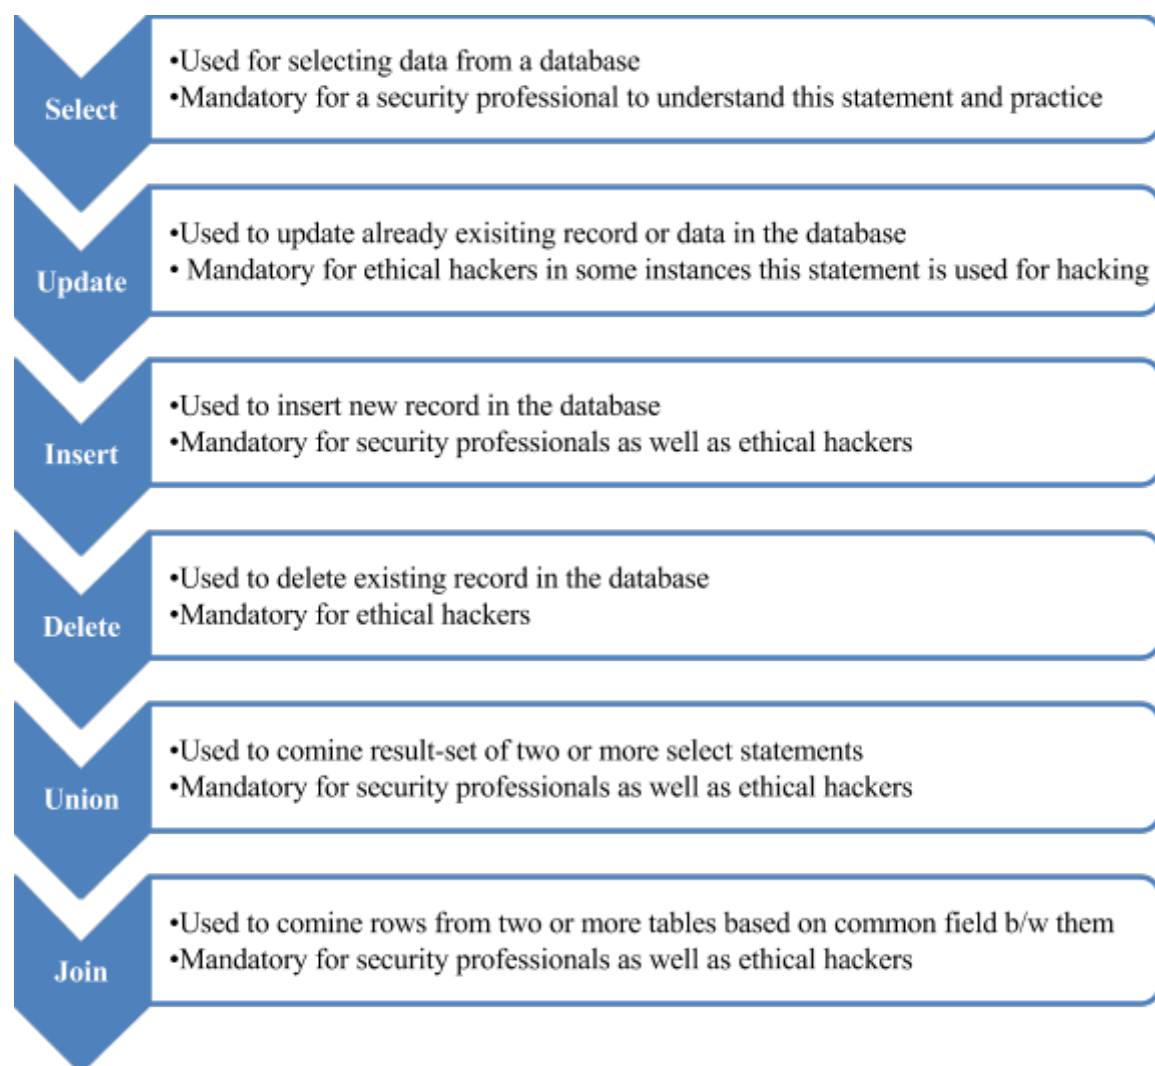 Select
•Used for selecting data from a database
•Mandatory for a security professional to understand this statement and practice
Update
•Used to update already exisiting record or data in the database
• Mandatory for ethical hackers in some instances this statement is used for hacking
Insert
•Used to insert new record in the database
•Mandatory for security professionals as well as ethical hackers
Delete
•Used to delete existing record in the database
•Mandatory for ethical hackers
Union
•Used to comine result-set of two or more select statements
•Mandatory for security professionals as well as ethical hackers
Join
•Used to comine rows from two or more tables based on common field b/w them
•Mandatory for security professionals as well as ethical hackers